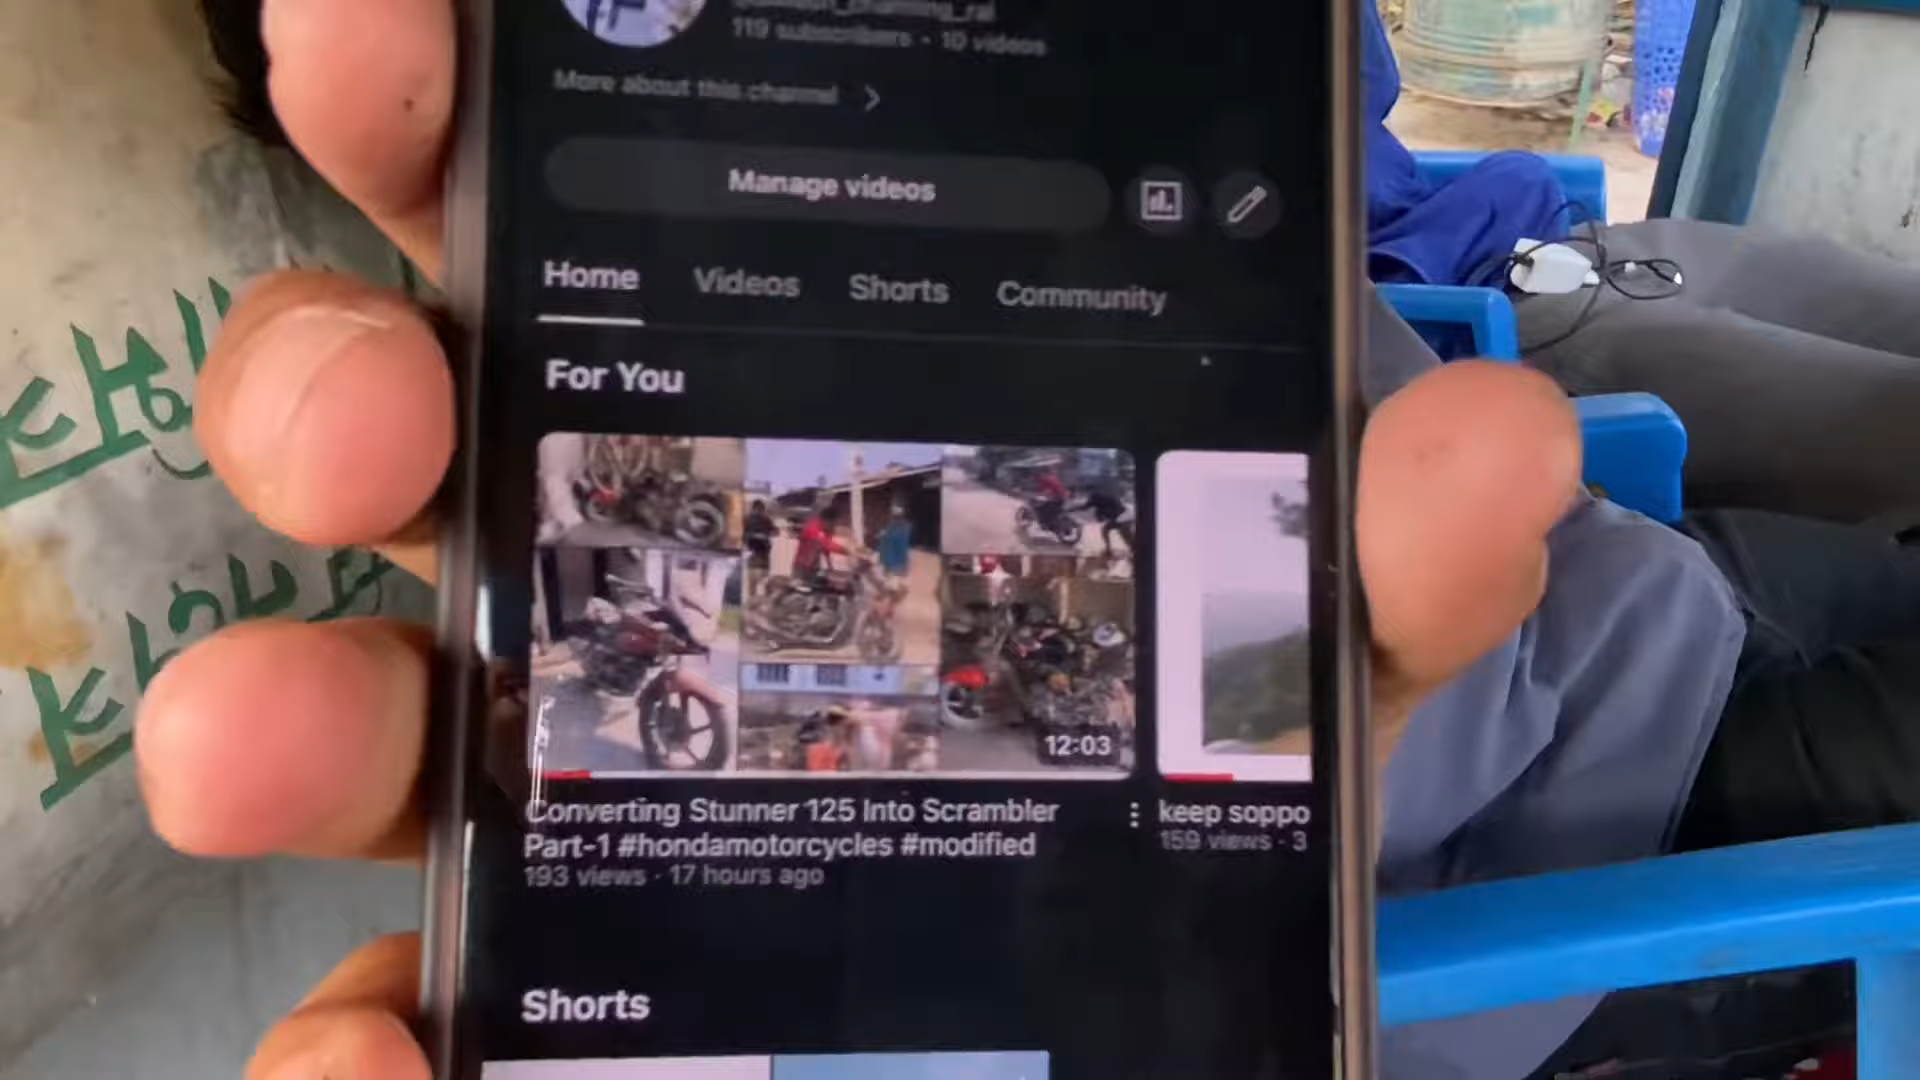 119 subscribers · 10 videos
More about this channel
Manage videos
Home Videos Shorts Community
For You
12:03
Converting Stunner 125 Into Scrambler
Part-1 #hondamotorcycles #modified
193 views · 17 hours ago
keep soppo
159 views · 3
Shorts